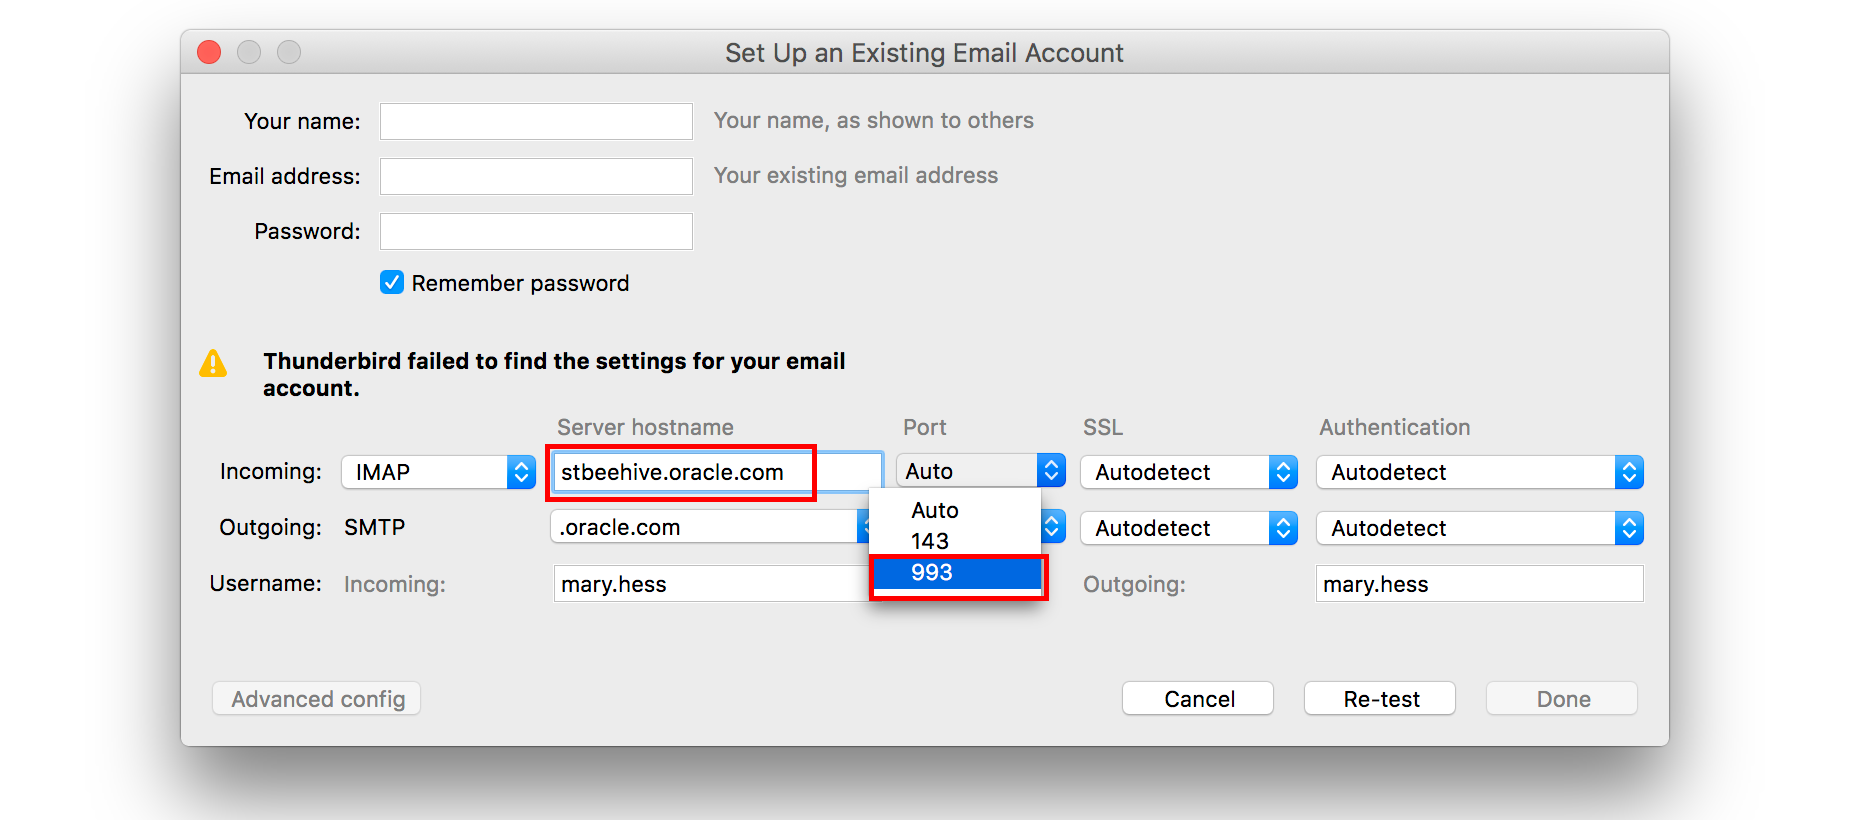 Set Up an Existing Email Account
Your name: Your name, as shown to others
Email address: Your existing email address
Password:
Remember password
Thunderbird failed to find the settings for your email
account.
Server hostname Port SSL Authentication
Incoming: IMAP stbeehive.oracle.com Auto Autodetect Autodetect
Auto
Outgoing: SMTP .oracle.com Autodetect Autodetect
143
993
Username: Incoming: mary.hess Outgoing: mary.hess
Advanced config Cancel Re-test Done